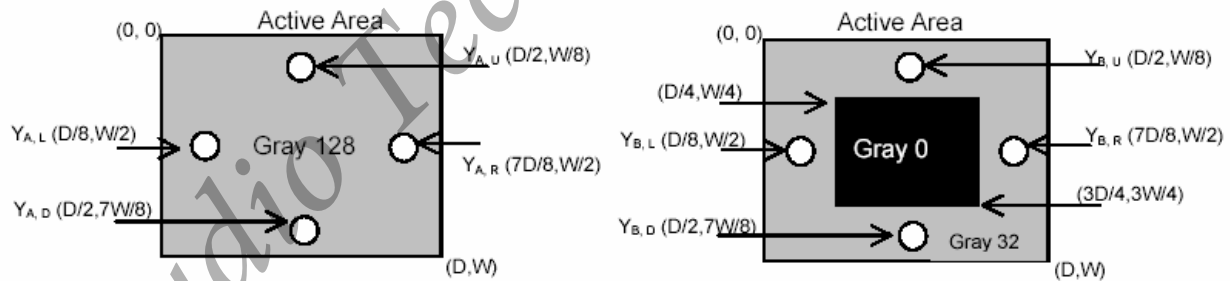 Active Area
(0, 0)
Y_A, U (D/2,W/8)
Y_A, L (D/8,W/2)
Gray 128
Y_A, R (7D/8,W/2)
Y_A, D (D/2,7W/8)
(D,W)
Active Area
(0, 0)
Y_B, U (D/2,W/8)
(D/4,W/4)
Y_B, L (D/8,W/2)
Gray 0
Y_B, R (7D/8,W/2)
(3D/4,3W/4)
Y_B, D (D/2,7W/8)
Gray 32
(D,W)
dio Tec